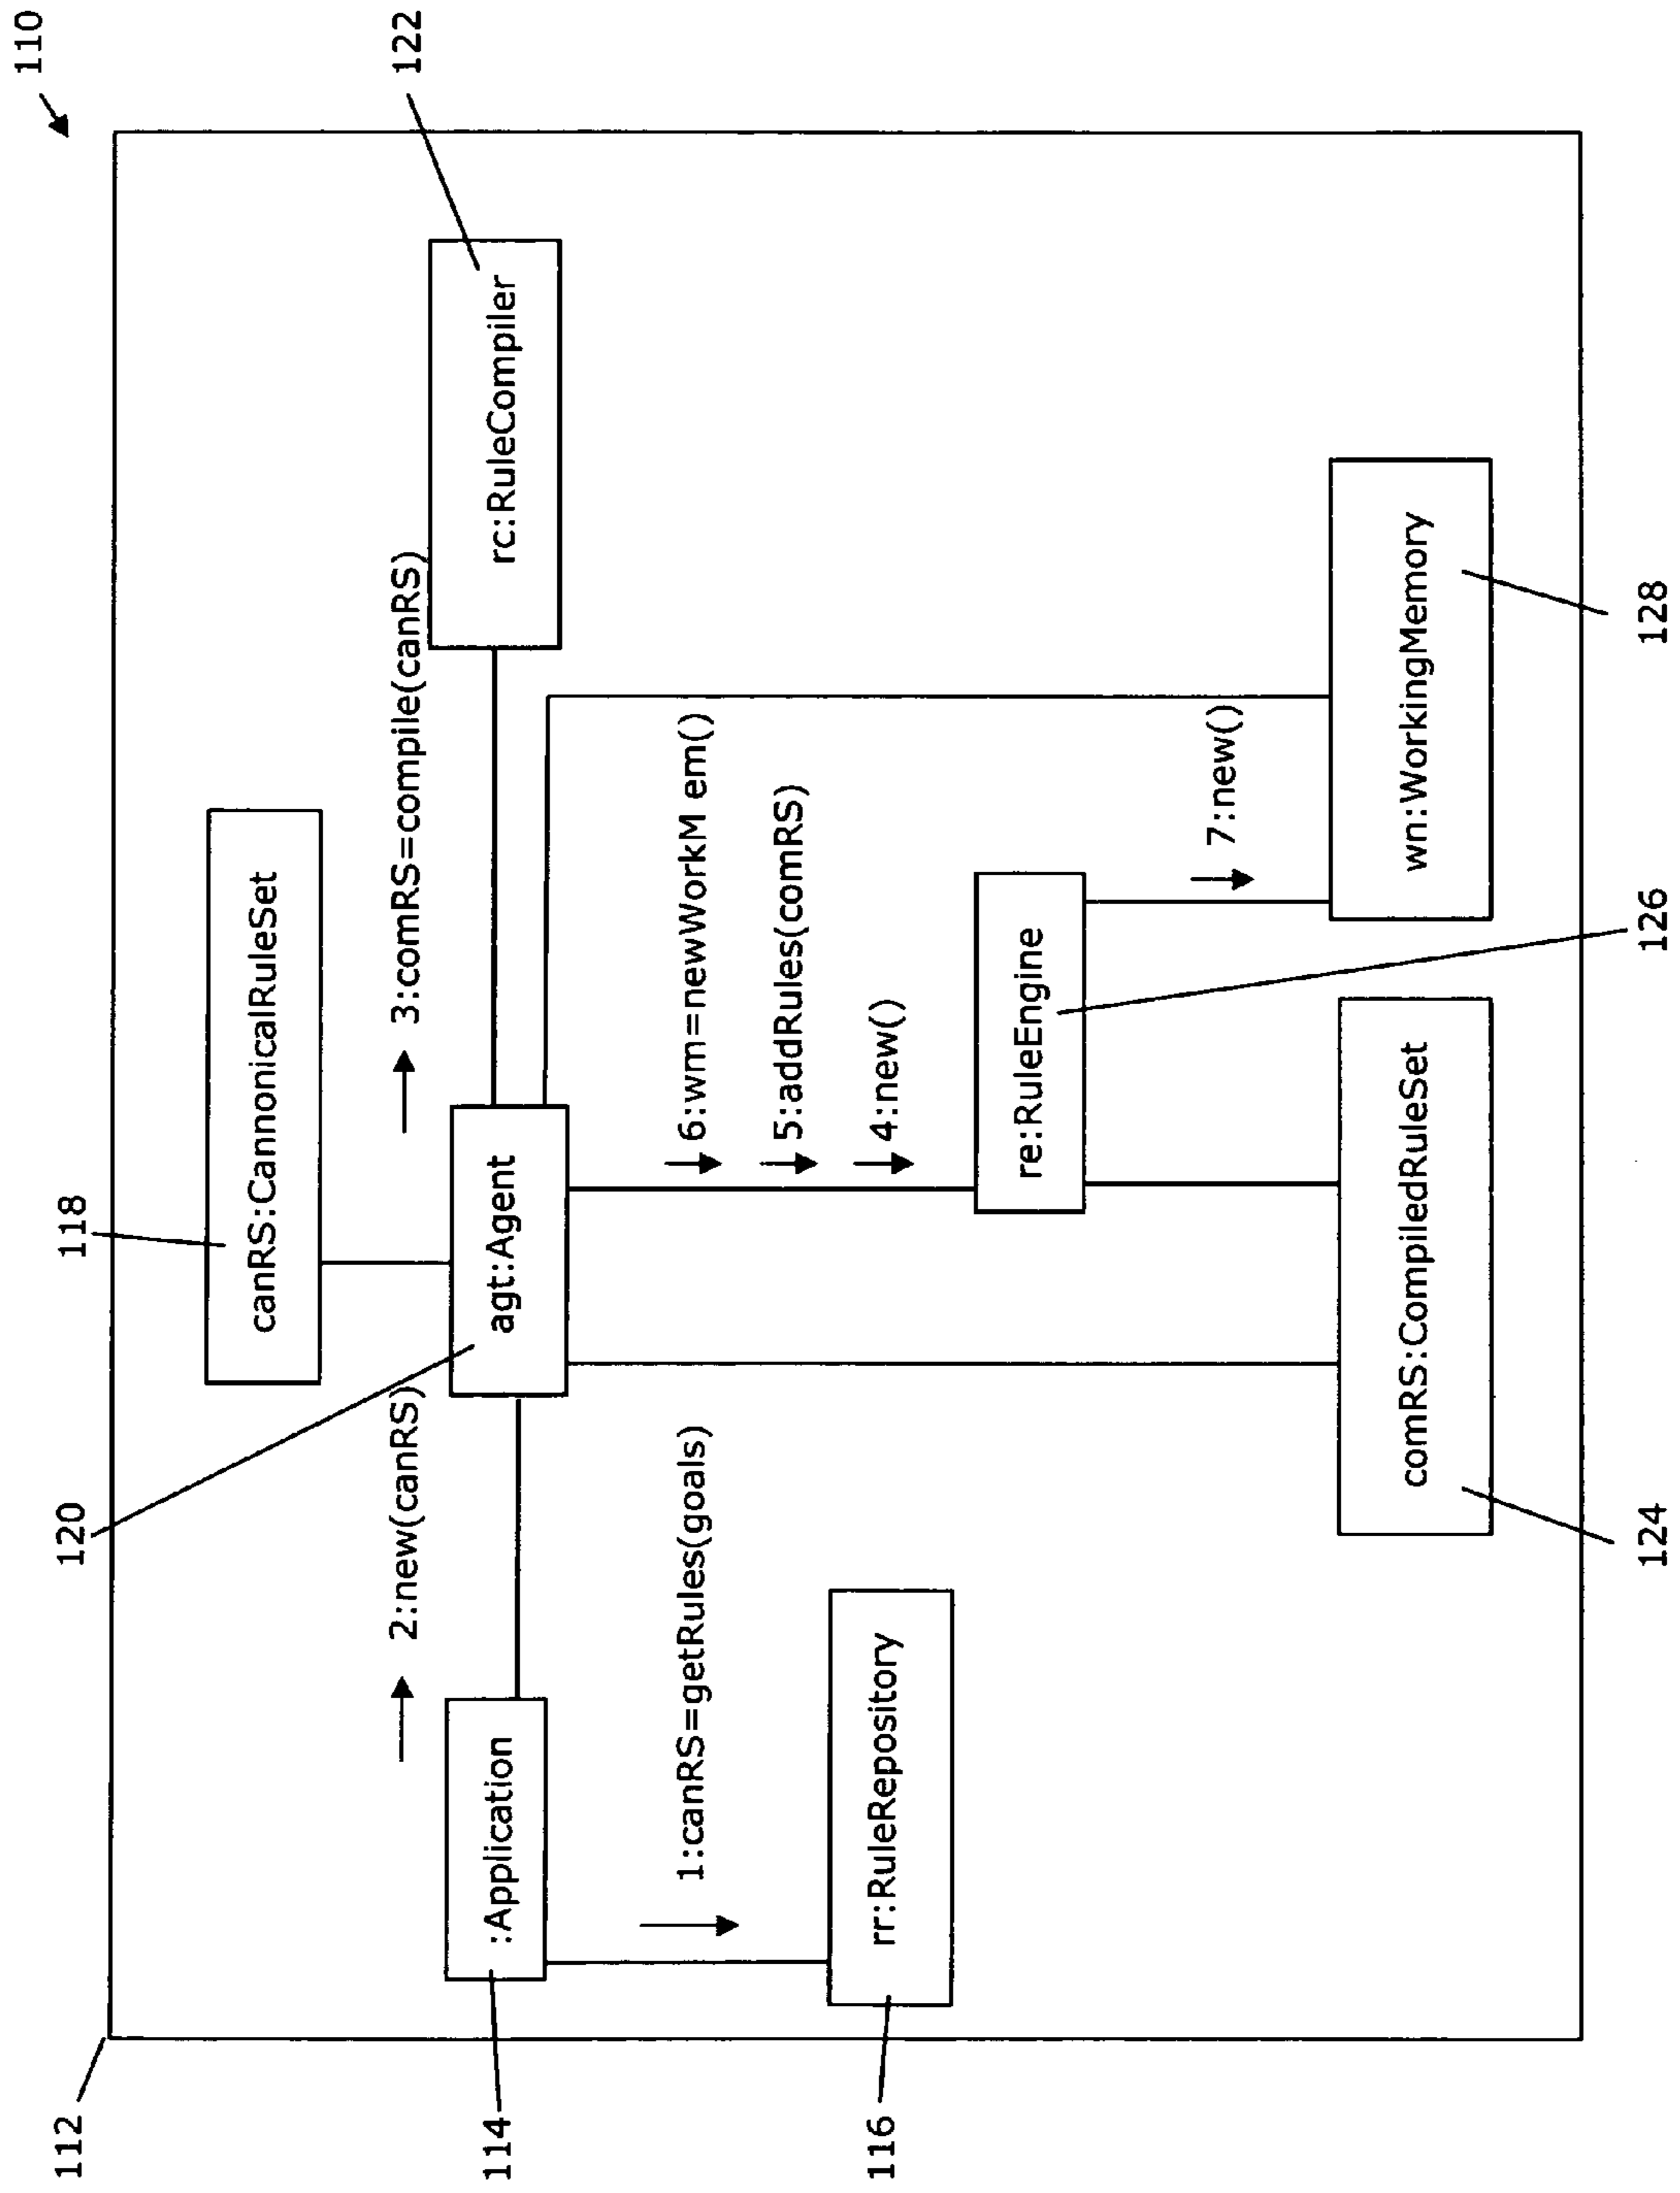 110
112
118
canRS:CannonicalRuleSet
120
122
2:new(canRS)
3:comRS=compile(canRS)
114
:Application
agt:Agent
rc:RuleCompiler
1:canRS=getRules(goals)
6:wm=newWorkM em()
5:addRules(comRS)
4:new()
116
rr:RuleRepository
re:RuleEngine
7:new()
comRS:CompiledRuleSet
wn:WorkingMemory
124
126
128